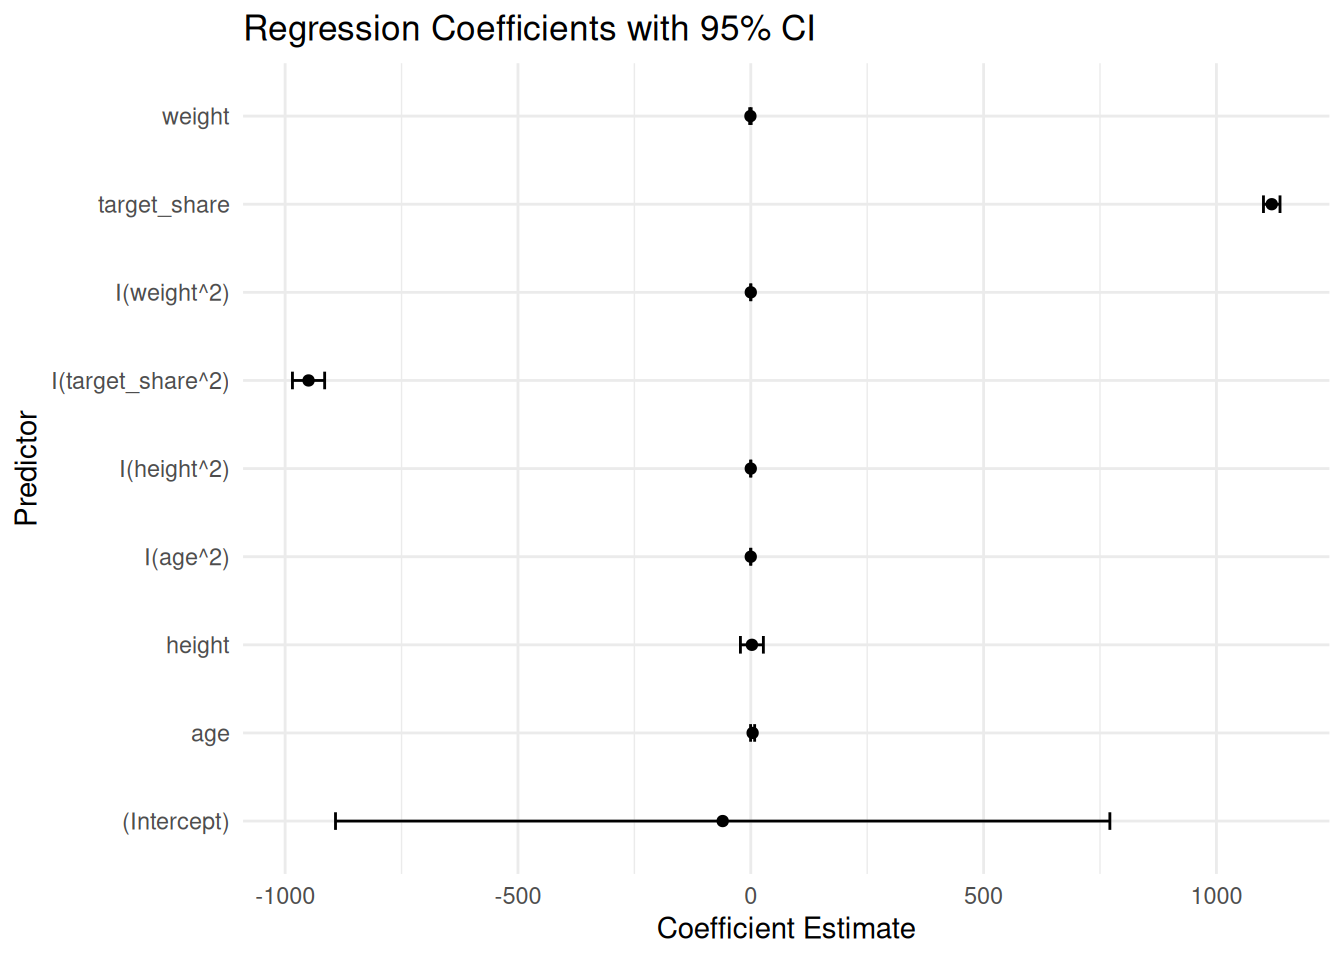 Regression Coefficients with 95% CI
weight
target_share
I(weight^2)
I(target_share^2)
I(height^2)
I(age^2)
height
age
(Intercept)
Predictor
-1000 -500 0 500 1000
Coefficient Estimate